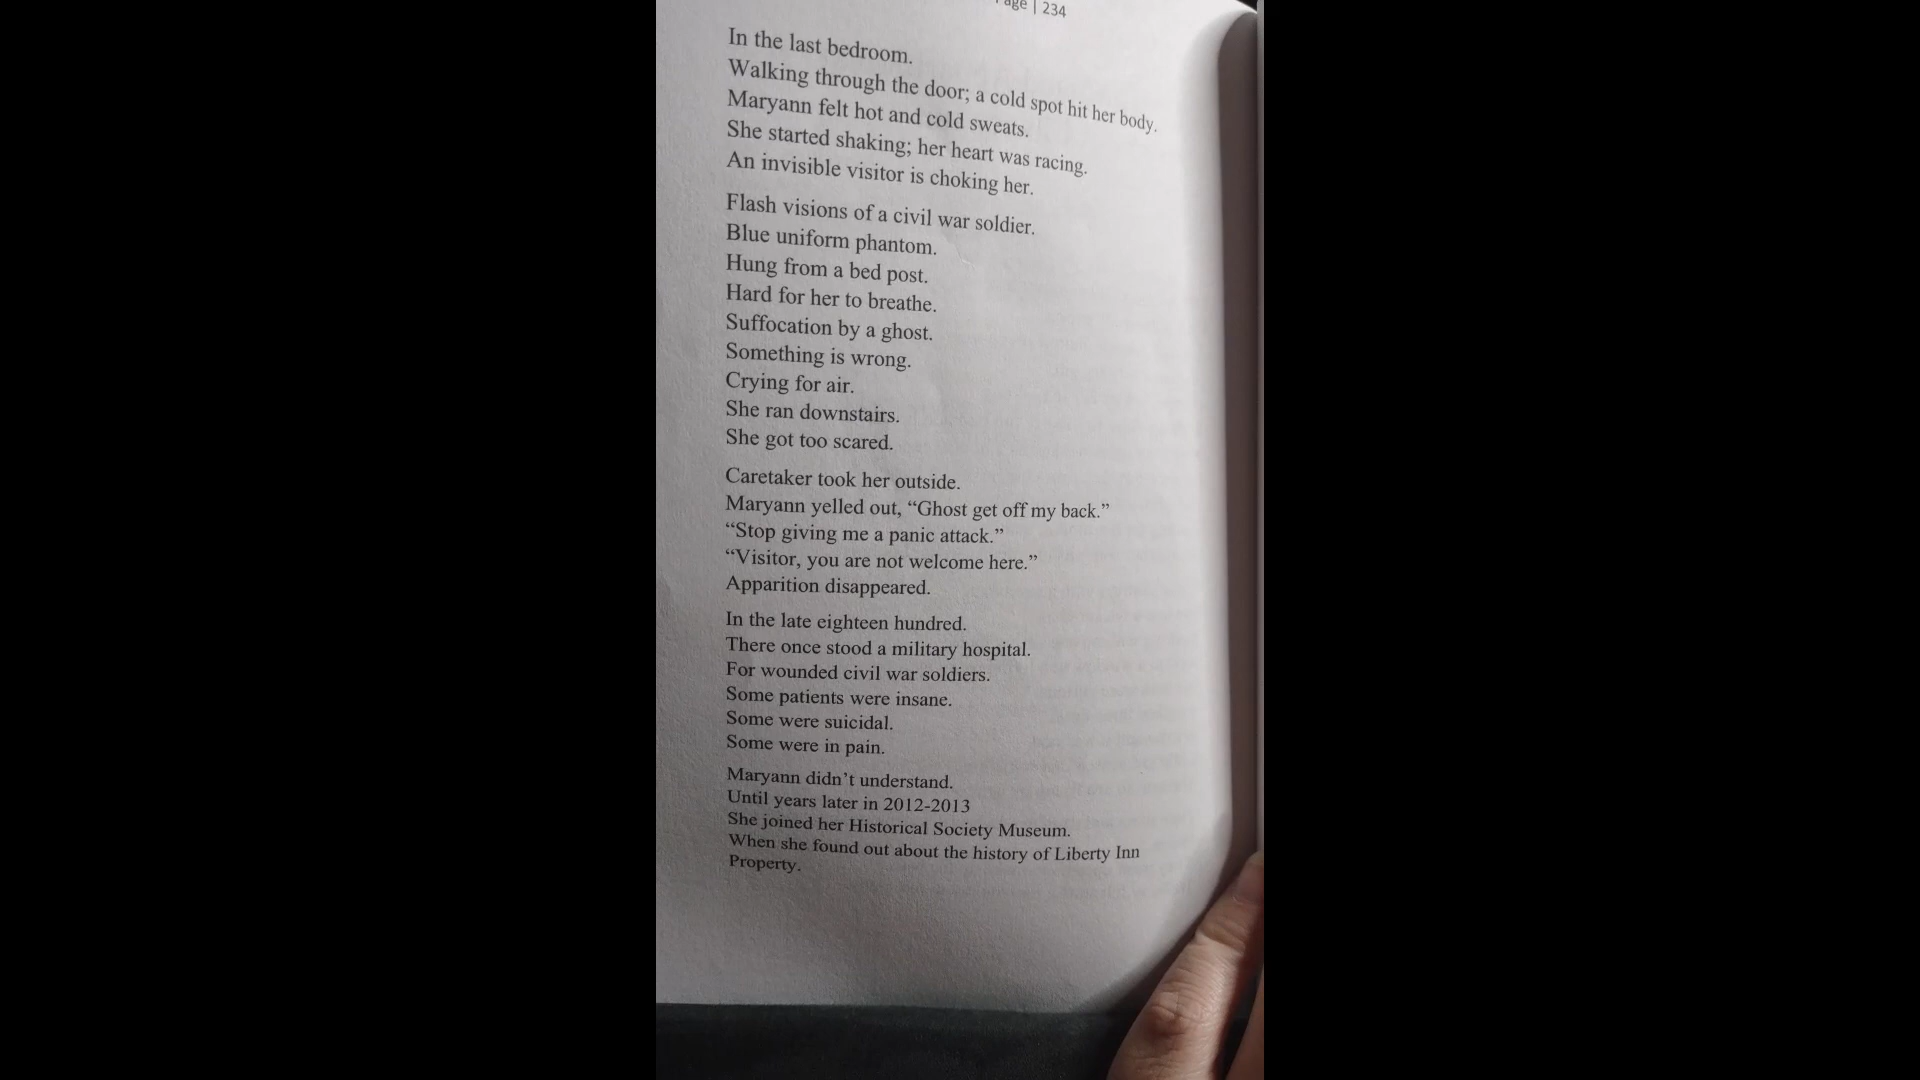 age | 234
In the last bedroom.
Walking through the door; a cold spot hit her body.
Maryann felt hot and cold sweats.
She started shaking; her heart was racing.
An invisible visitor is choking her.
Flash visions of a civil war soldier.
Blue uniform phantom.
Hung from a bed post.
Hard for her to breathe.
Suffocation by a ghost.
Something is wrong.
Crying for air.
She ran downstairs.
She got too scared.
Caretaker took her outside.
Maryann yelled out, “Ghost get off my back.”
“Stop giving me a panic attack.”
“Visitor, you are not welcome here.”
Apparition disappeared.
In the late eighteen hundred.
There once stood a military hospital.
For wounded civil war soldiers.
Some patients were insane.
Some were suicidal.
Some were in pain.
Maryann didn’t understand.
Until years later in 2012-2013
She joined her Historical Society Museum.
When she found out about the history of Liberty Inn
Property.